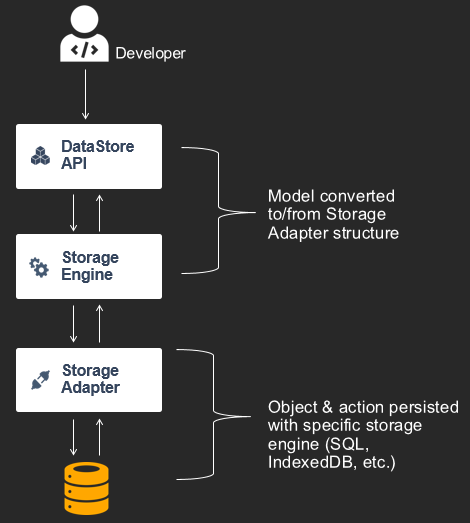 Developer
DataStore
API
Model converted
to/from Storage
Adapter structure
Storage
Engine
Storage
Adapter
Object & action persisted
with specific storage
engine (SQL,
IndexedDB, etc.)